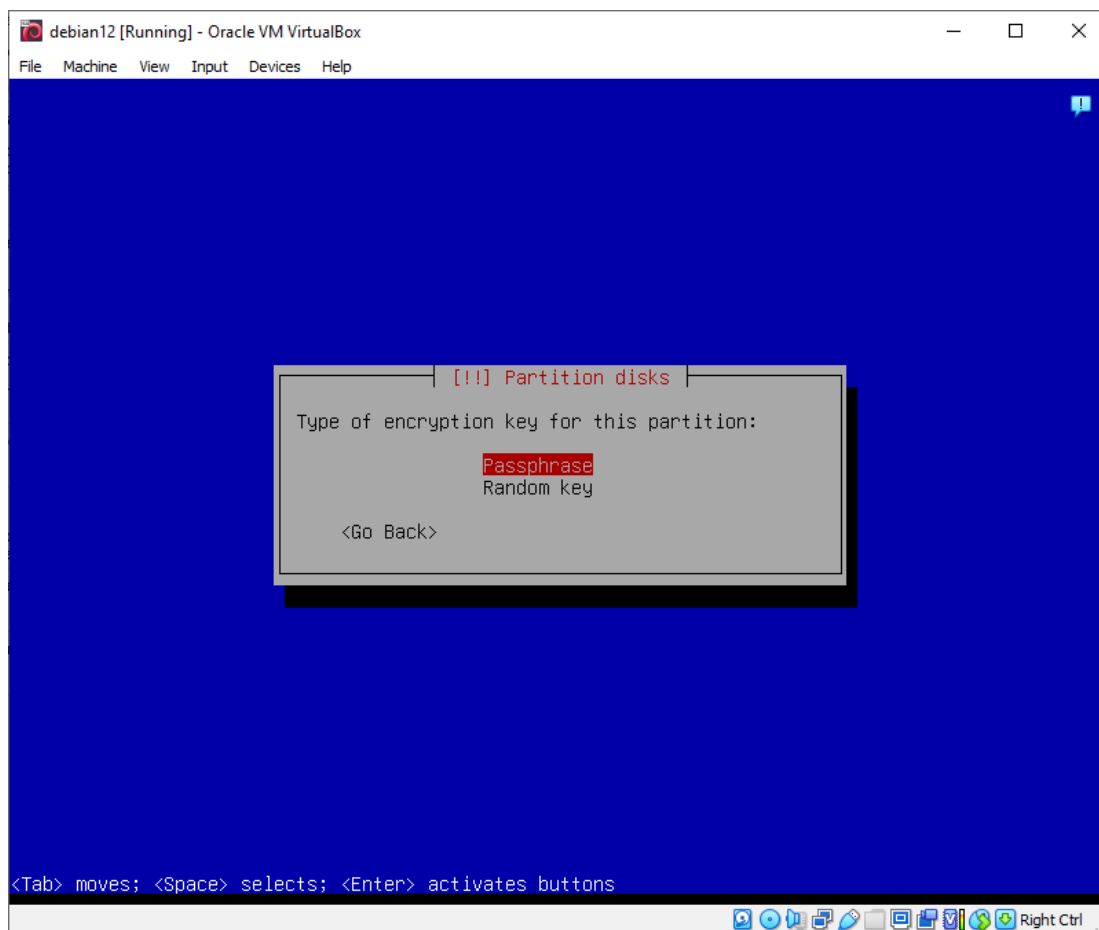 debian12 [Running] - Oracle VM VirtualBox
File Machine View Input Devices Help
[!!] Partition disks
Type of encryption key for this partition:
Passphrase
Random key
<Go Back>
<Tab> moves; <Space> selects; <Enter> activates buttons
Right Ctrl